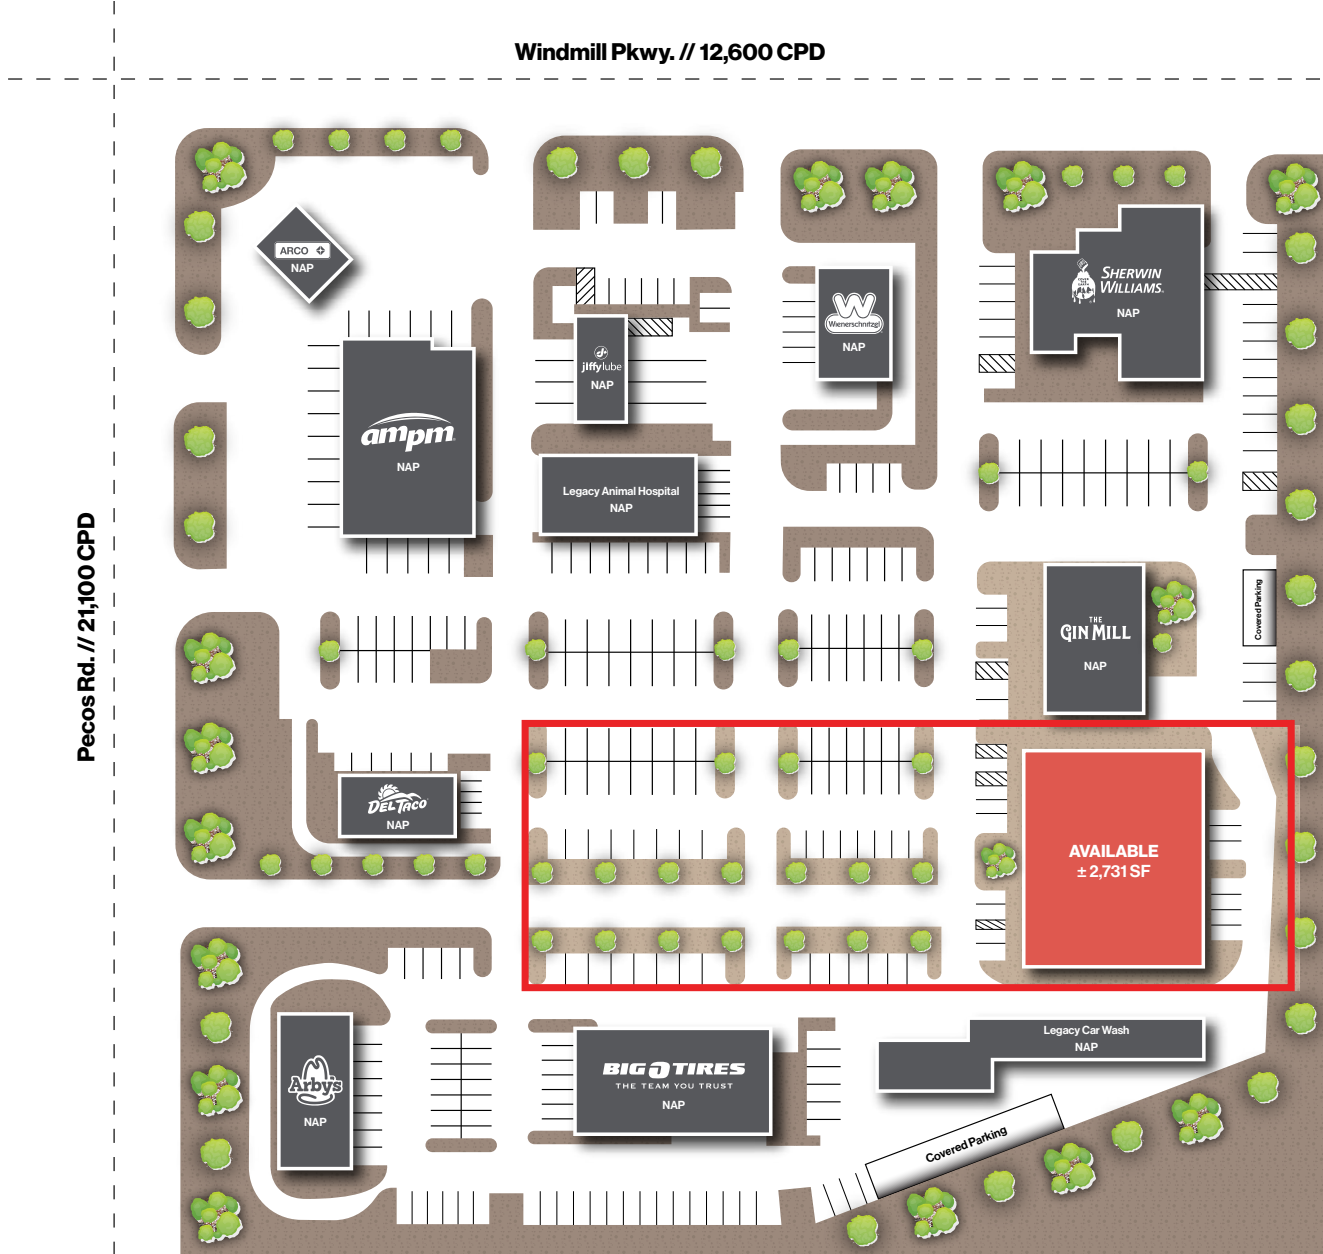 Windmill Pkwy. // 12,600 CPD
Pecos Rd. // 21,100 CPD
ARCO
NAP
ampm
NAP
jiffy lube
NAP
Legacy Animal Hospital
NAP
W
Wienerschnitzel
NAP
SHERWIN
WILLIAMS.
NAP
Covered Parking
THE
GIN MILL
NAP
DEL TACO
NAP
AVAILABLE
± 2,731 SF
Arby's
NAP
BIG O TIRES
THE TEAM YOU TRUST
NAP
Legacy Car Wash
NAP
Covered Parking